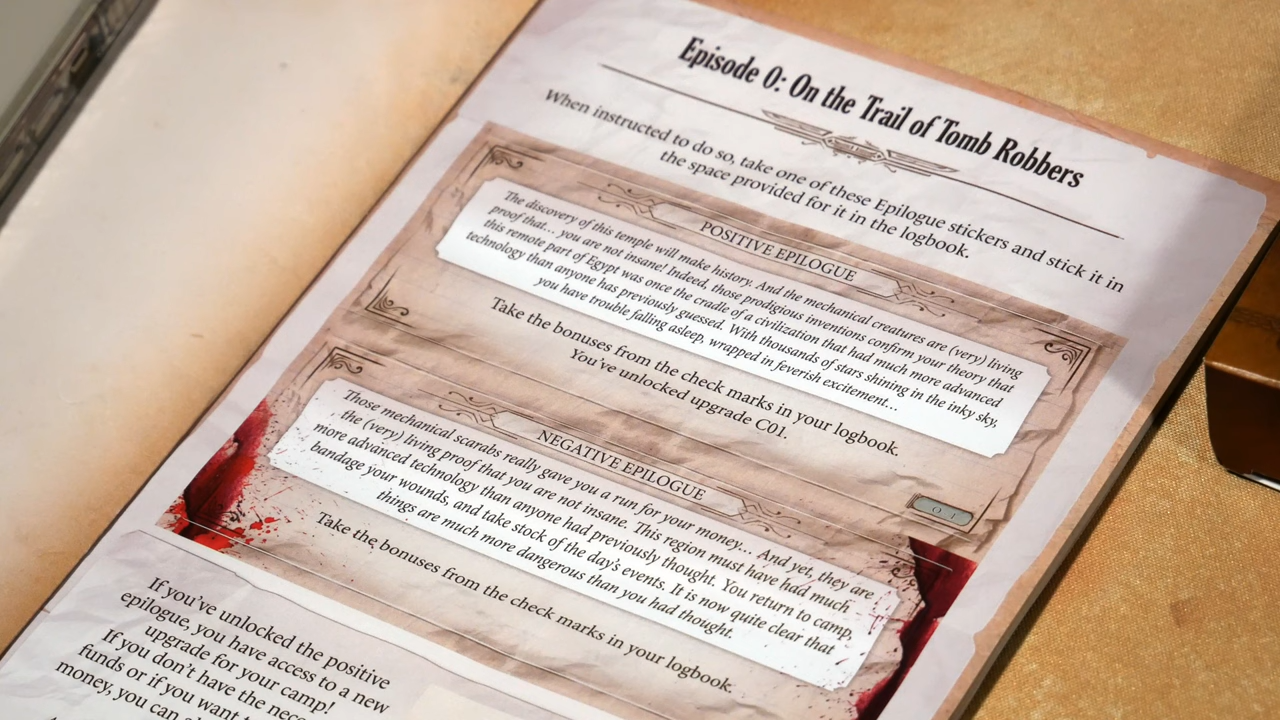 Episode 0: On the Trail of Tomb Robbers
When instructed to do so, take one of these Epilogue stickers and stick it in
the space provided for it in the logbook.
POSITIVE EPILOGUE
The discovery of this temple will make history. And the mechanical creatures are (very) living
proof that... you are not insane! Indeed, those prodigious inventions confirm your theory that
this remote part of Egypt was once the cradle of a civilization that had much more advanced
technology than anyone has previously guessed. With thousands of stars shining in the inky sky,
you have trouble falling asleep, wrapped in feverish excitement...
Take the bonuses from the check marks in your logbook.
You've unlocked upgrade C01.
01
NEGATIVE EPILOGUE
Those mechanical scarabs really gave you a run for your money... And yet, they are
the (very) living proof that you are not insane. This region must have had much
more advanced technology than anyone had previously thought. You return to camp,
bandage your wounds, and take stock of the day's events. It is now quite clear that
things are much more dangerous than you had thought.
Take the bonuses from the check marks in your logbook.
If you've unlocked the positive
epilogue, you have access to a new
upgrade for your camp!
If you don't have the nece
funds or if you want t
money, you can a